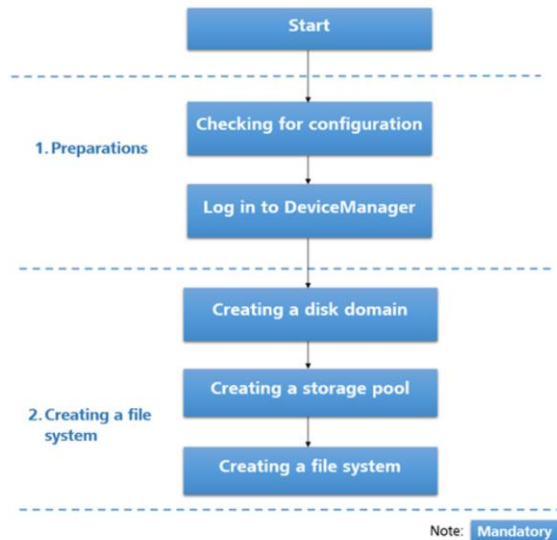 Start
Checking for configuration
1. Preparations
Log in to DeviceManager
Creating a disk domain
Creating a storage pool
2. Creating a file
system
Creating a file system
Note: Mandatory